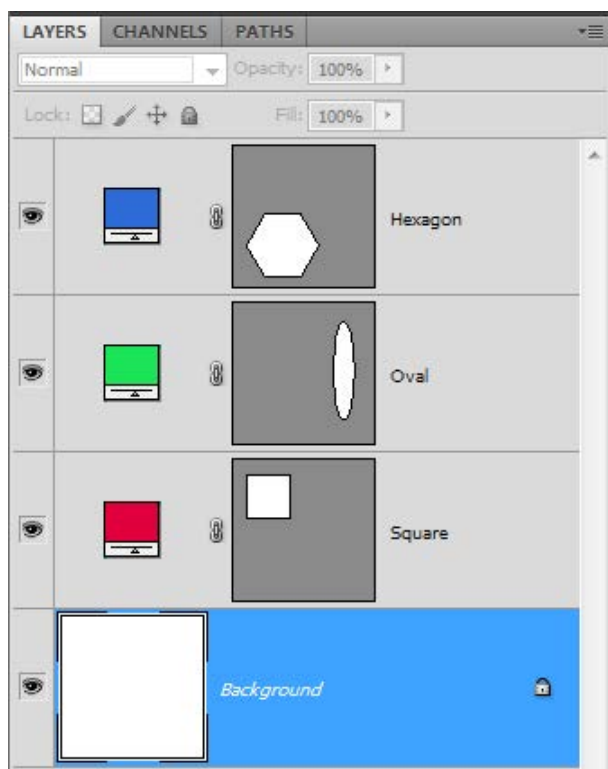 LAYERS CHANNELS PATHS
Normal Opacity: 100%
Lock: Fill: 100%
Hexagon
Oval
Square
Background